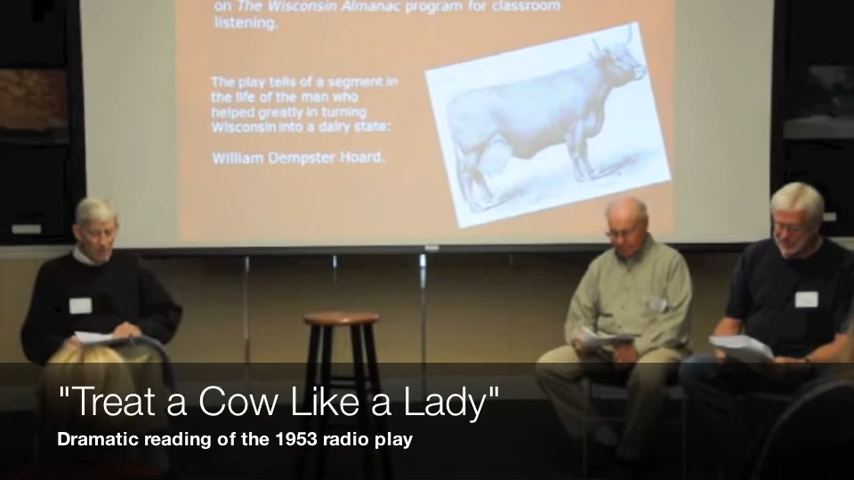 on The Wisconsin Almanac program for classroom
listening.
The play tells of a segment in
the life of the man who
helped greatly in turning
Wisconsin into a dairy state:
William Dempster Hoard.
"Treat a Cow Like a Lady"
Dramatic reading of the 1953 radio play